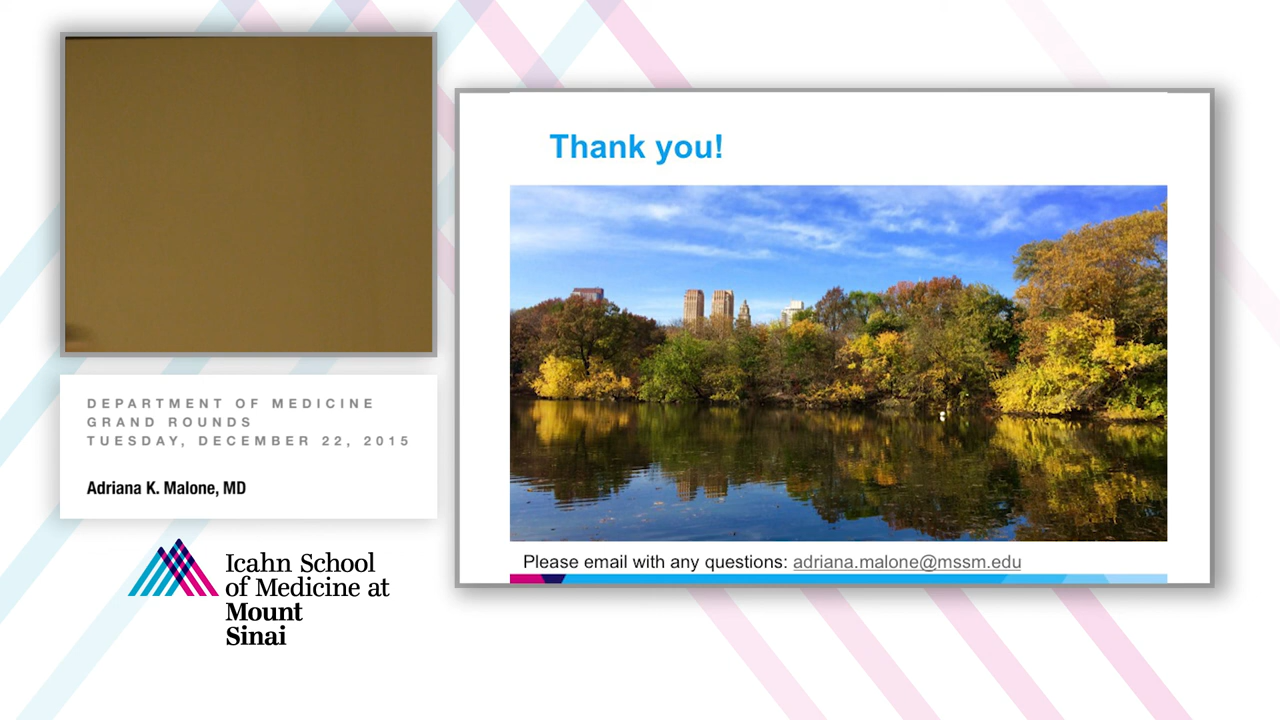 DEPARTMENT OF MEDICINE
GRAND ROUNDS
TUESDAY, DECEMBER 22, 2015
Adriana K. Malone, MD
Icahn School
of Medicine at
Mount
Sinai
Thank you!
Please email with any questions: adriana.malone@mssm.edu